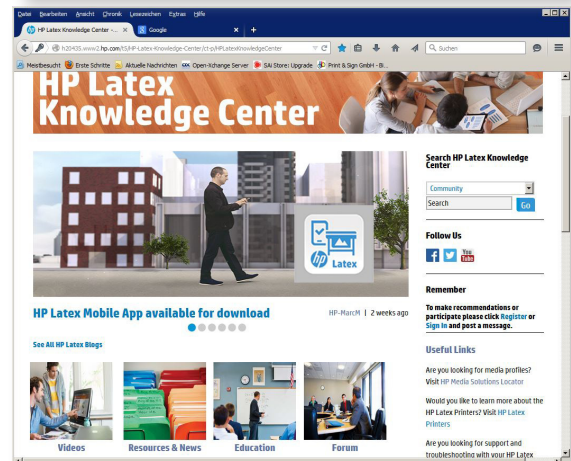 Datei Bearbeiten Ansicht Chronik Lesezeichen Extras Hilfe
HP Latex Knowledge Center -... × Google × +
h20435.www2.hp.com/t5/HP-Latex-Knowledge-Center/ct-p/HPLatexKnowledgeCenter
Suchen
Meistbesucht Erste Schritte Aktuelle Nachrichten Open-Xchange Server SAi Store: Upgrade Print & Sign GmbH - Bl...
HP Latex
Knowledge Center
Search HP Latex Knowledge
Center
Community
Search Go
Follow Us
You
Tube
hp Latex
Remember
To make recommendations or
participate please click Register or
Sign In and post a message.
HP Latex Mobile App available for download
HP-MarcM | 2 weeks ago
See All HP Latex Blogs
Useful Links
Are you looking for media profiles?
Visit HP Media Solutions Locator
Would you like to learn more about the
HP Latex Printers? Visit HP Latex
Printers
Are you looking for support and
troubleshooting with your HP Latex
Videos Resources & News Education Forum